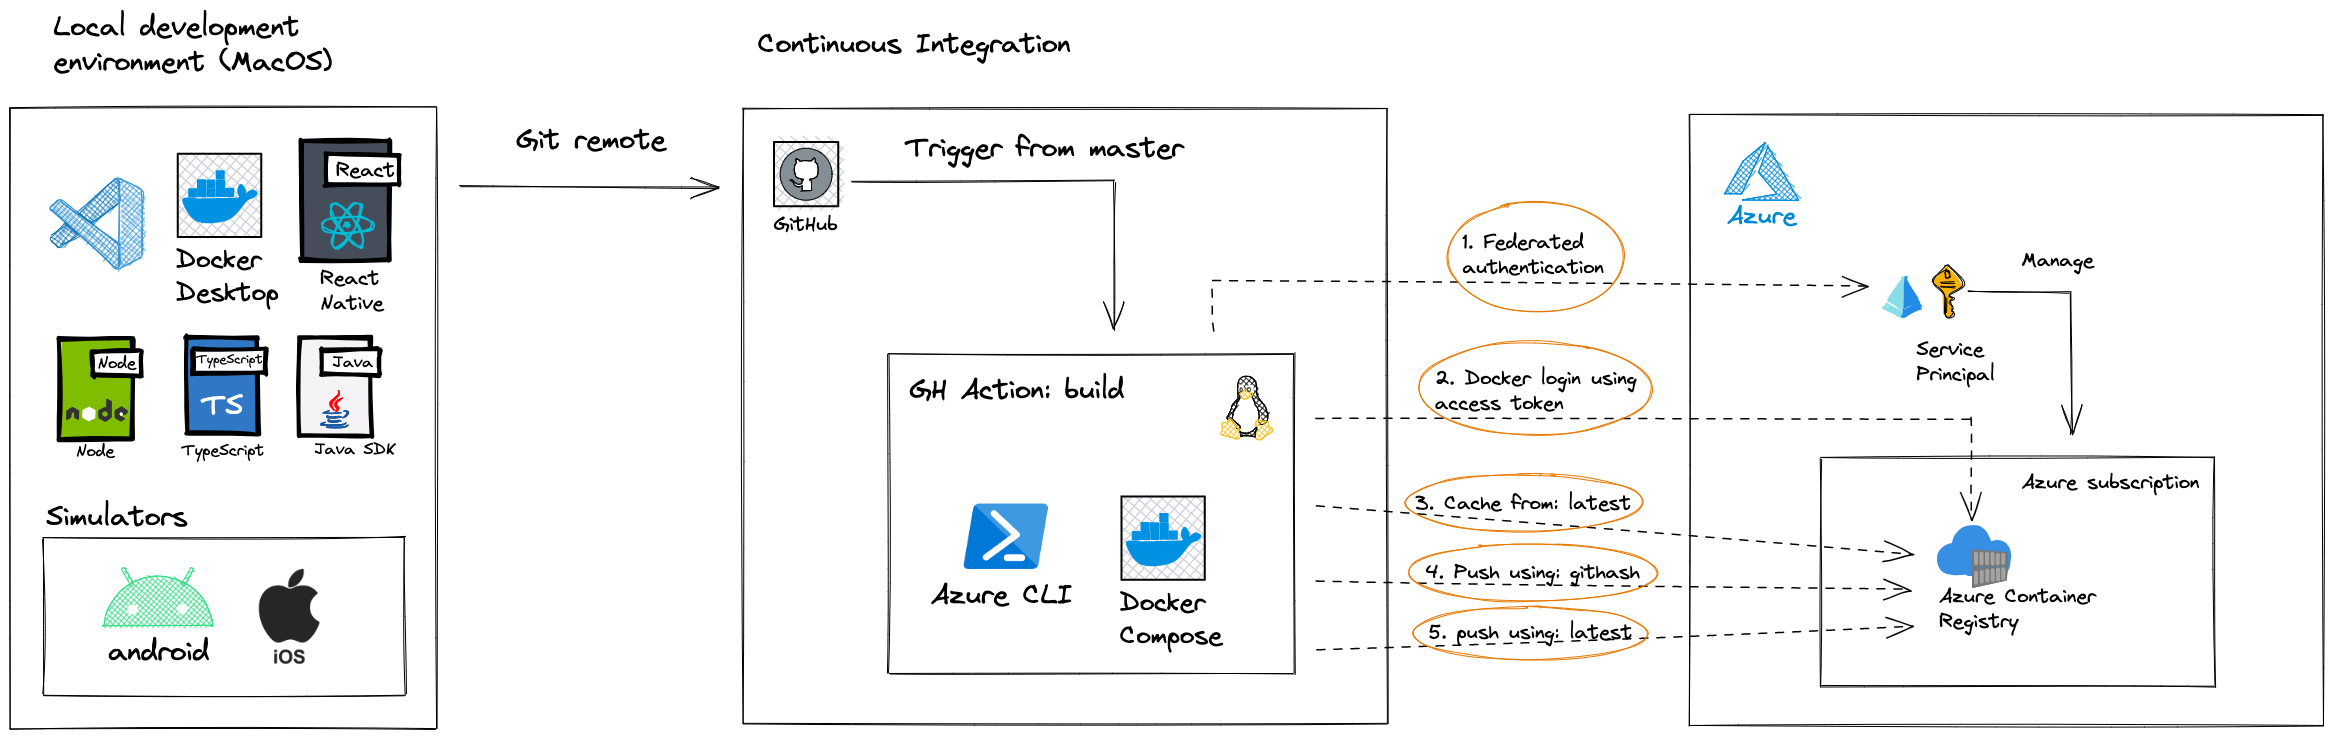 Local development
environment (MacOS)
React
Docker
Desktop
React
Native
Node
node
Node
TypeScript
TS
TypeScript
Java
Java SDK
Simulators
android
iOS
Git remote
Continuous Integration
GitHub
Trigger from master
GH Action: build
Azure CLI
Docker
Compose
1. Federated
authentication
2. Docker login using
access token
3. Cache from: latest
4. Push using: githash
5. push using: latest
Azure
Manage
Service
Principal
Azure subscription
Azure Container
Registry